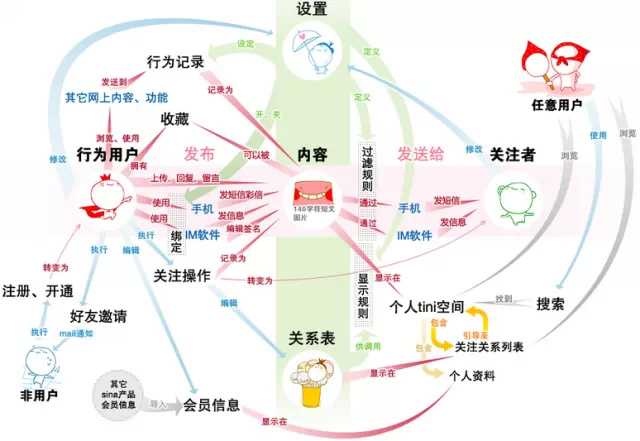 设置
行为记录
设定
定义
发送到
其它网上内容、功能
记录为
任意用户
开、关
定义
收藏
浏览、使用
浏览
使用
修改
行为用户
拥有
发布
可以被
内容
过滤规则
发送给
修改
关注者
浏览
上传、回复、留言
使用
手机
发短信彩信
140字符短文
图片
通过
手机
发短信
使用
IM软件
发信息
通过
IM软件
发信息
绑定
编辑签名
执行
编辑
执行
记录为
转变为
关注操作
转变为
显示规则
显示在
注册、开通
编辑
个人tini空间
找到
搜索
好友邀请
执行
mail通知
包含
引导至
关系表
供调用
包含
关注关系列表
非用户
显示在
个人资料
其它
sina产品
会员信息
导入
会员信息
显示在